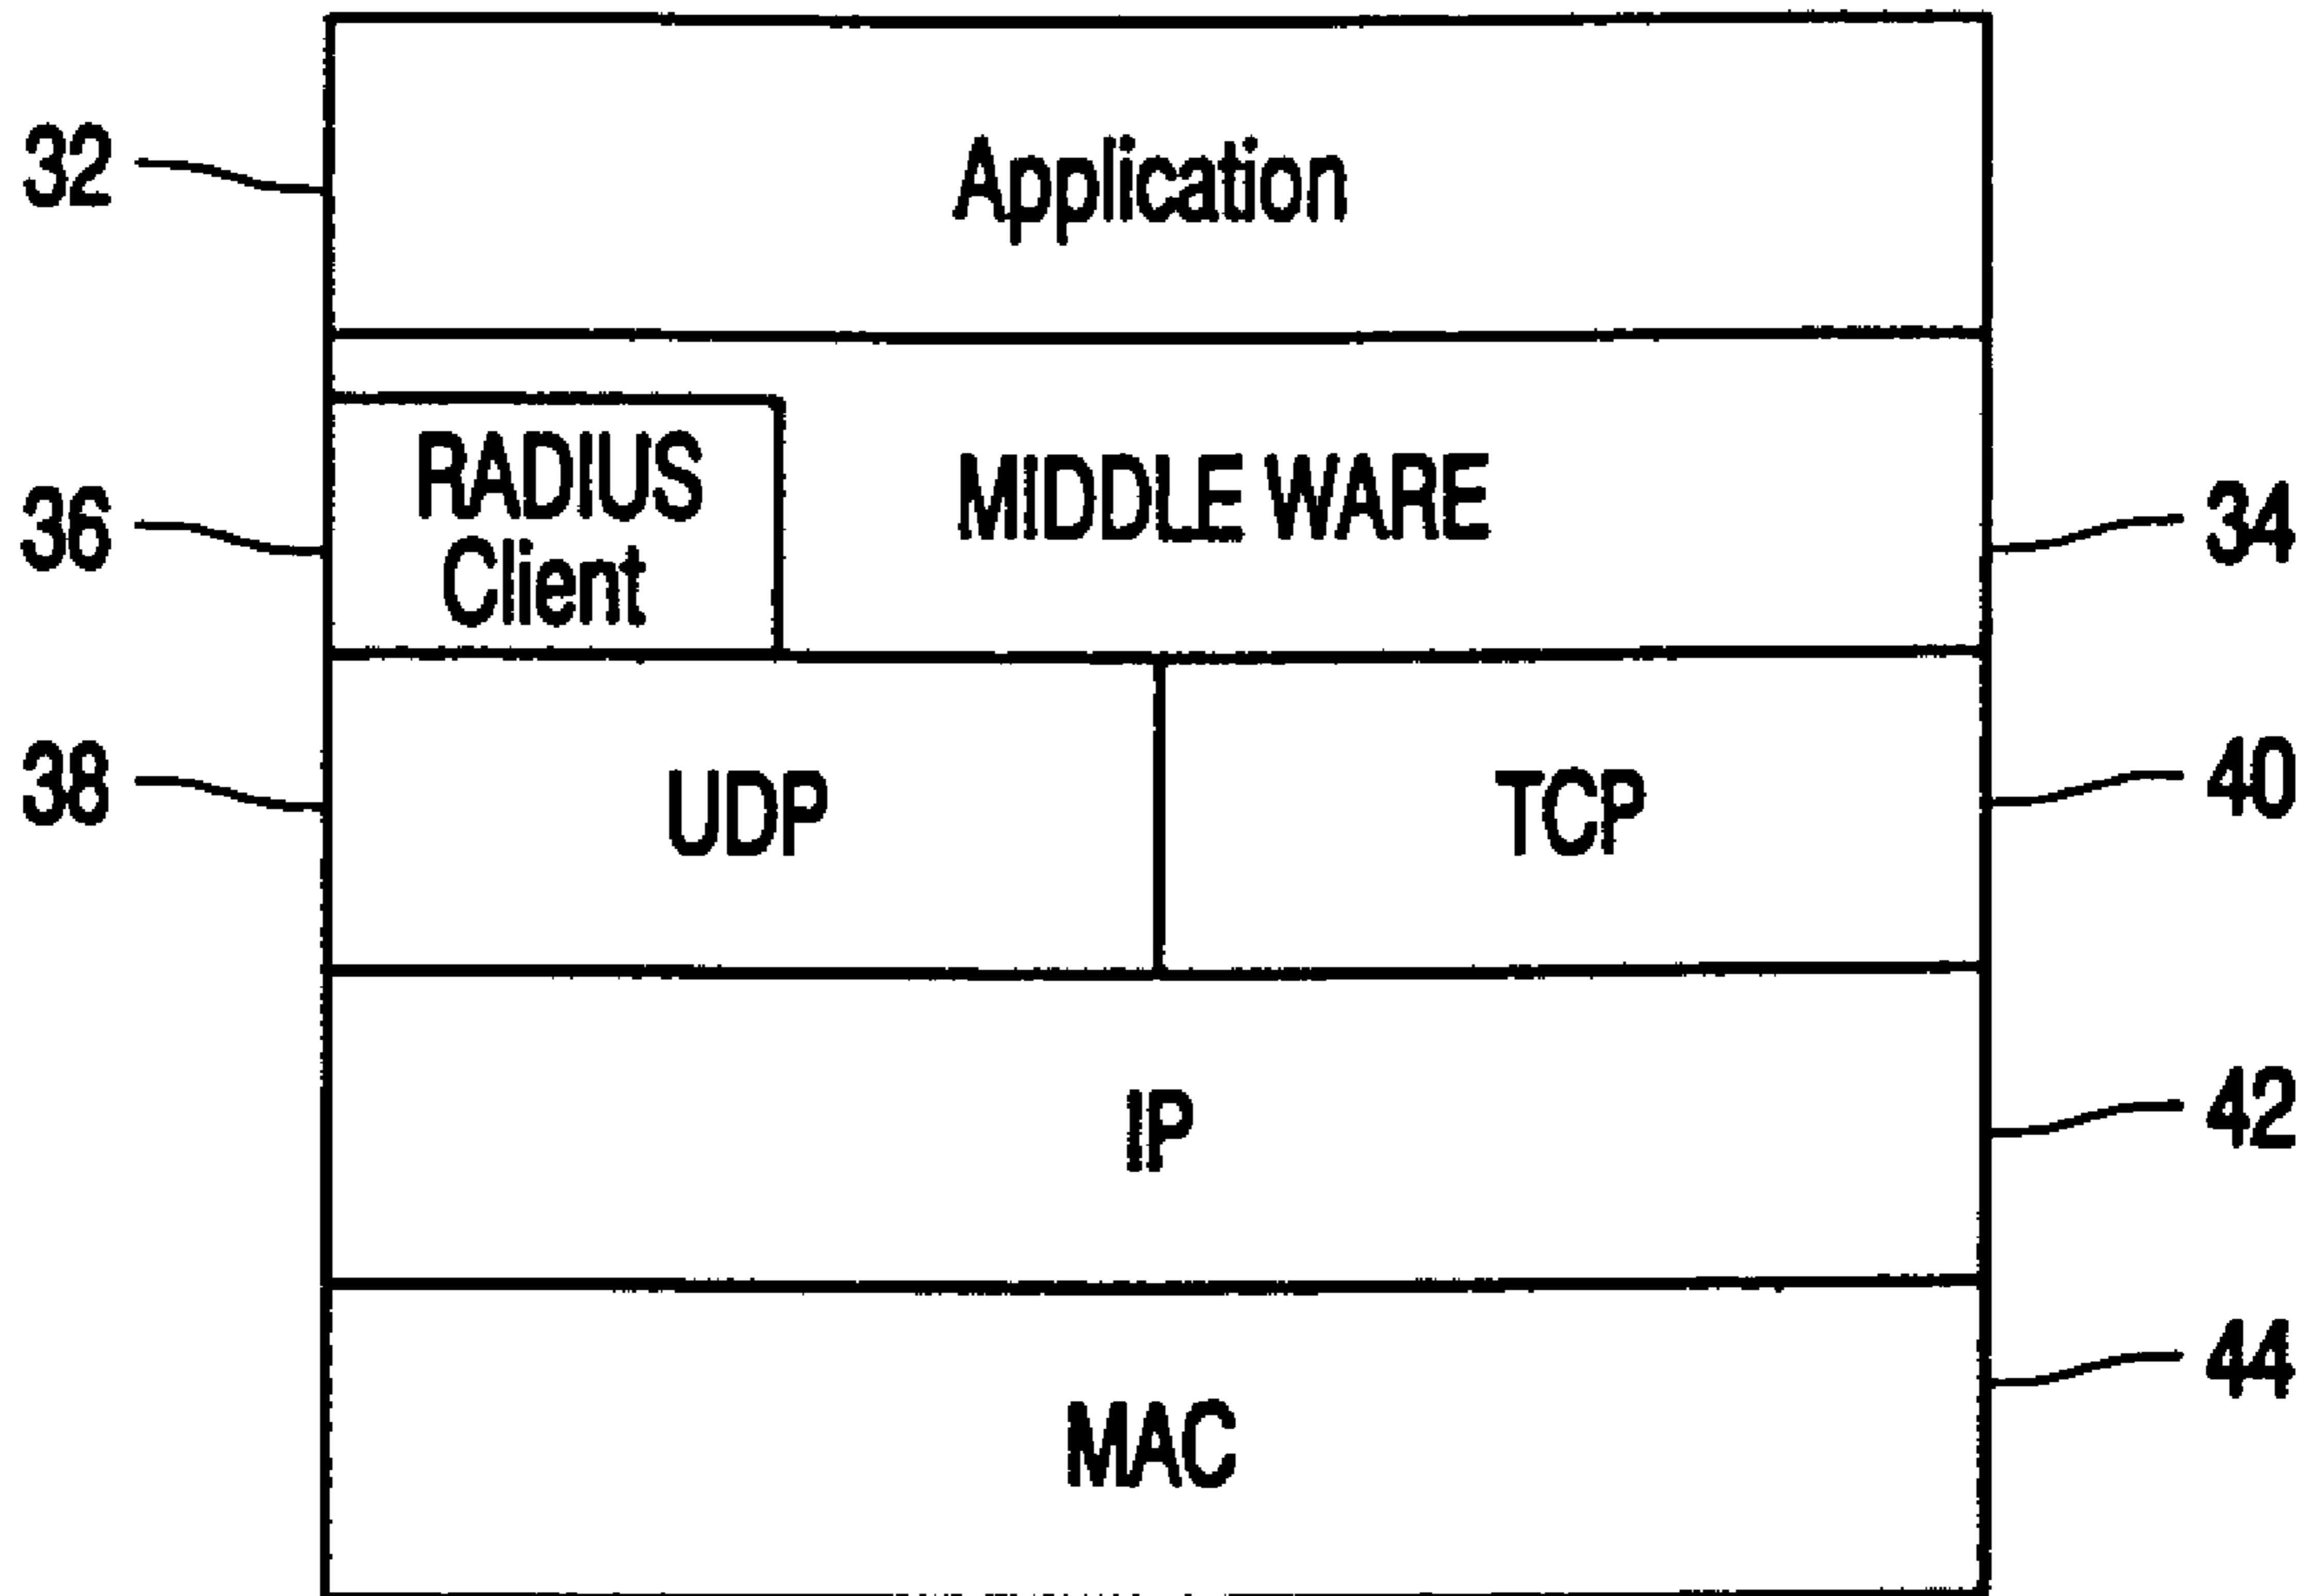 32
Application
36
RADIUS
Client
MIDDLE WARE
34
38
UDP
TCP
40
IP
42
MAC
44